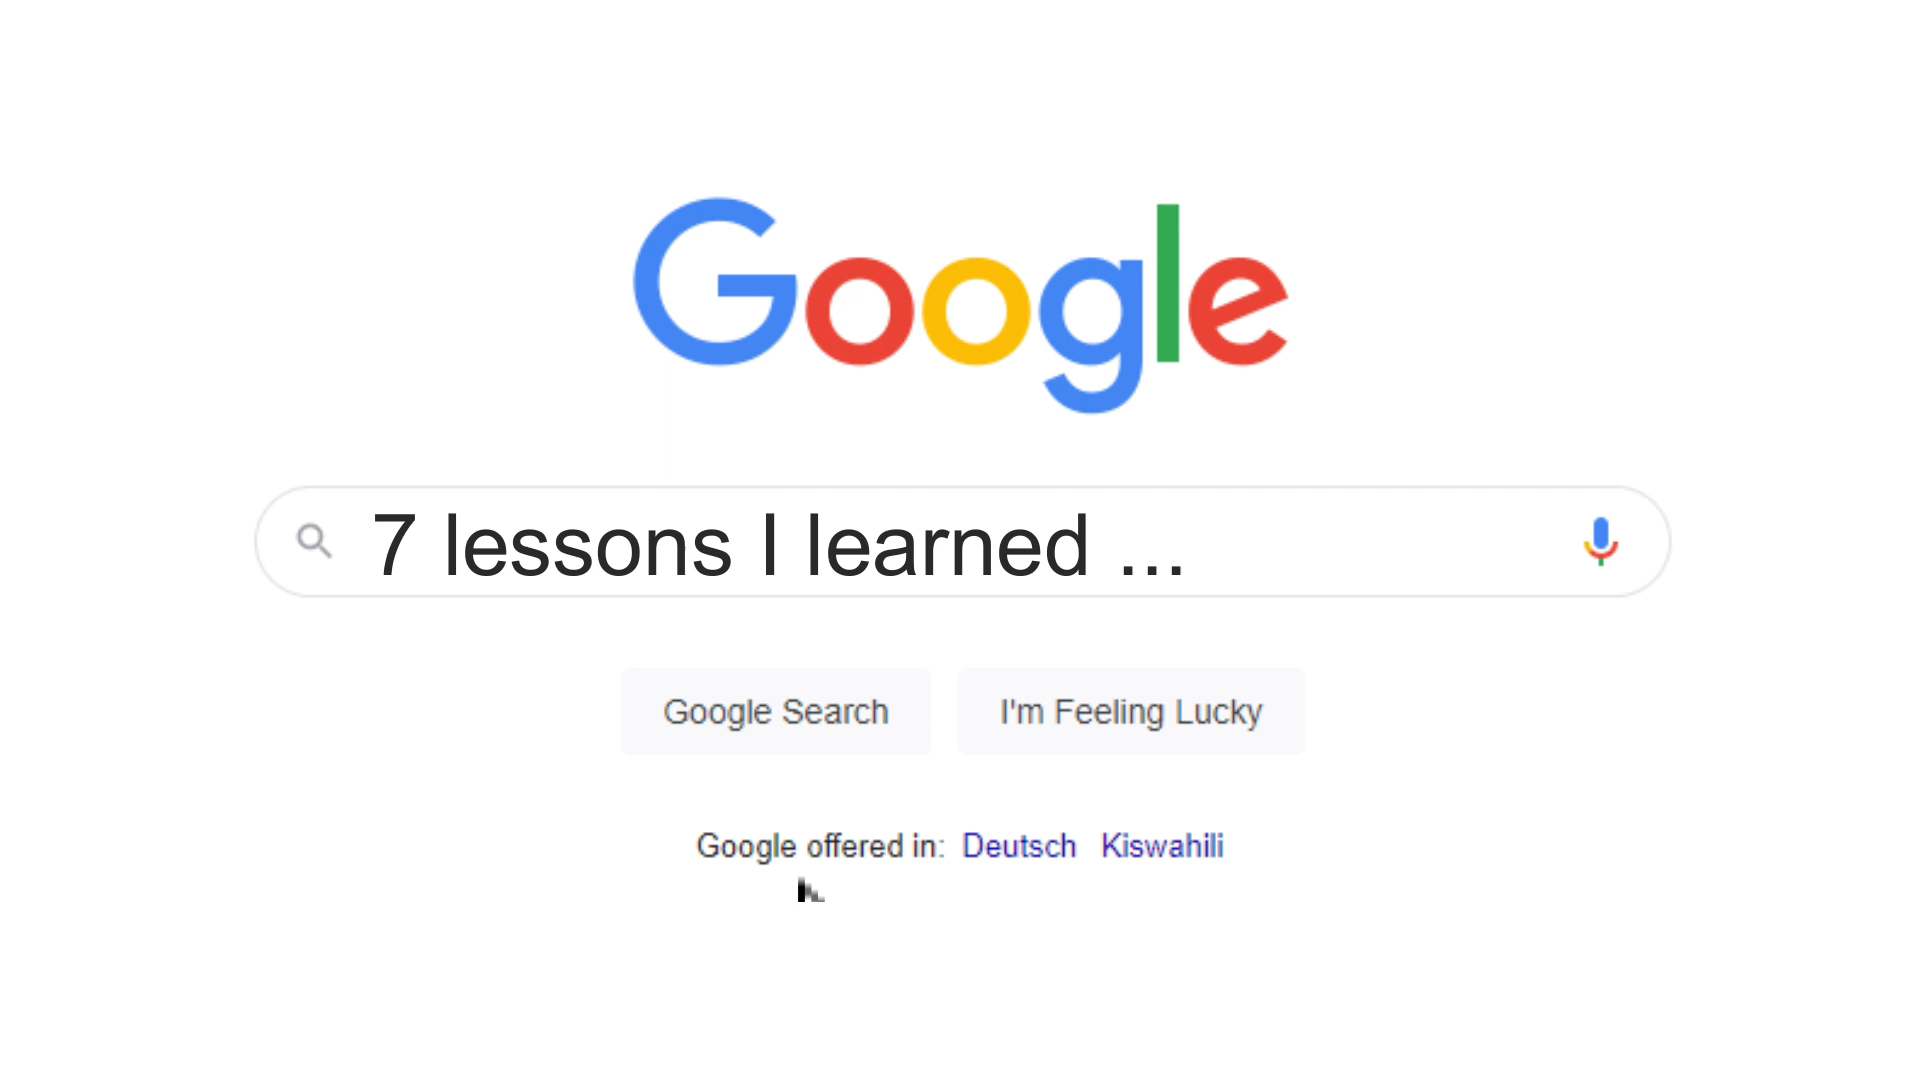 Google
7 lessons I learned ...
Google Search
I'm Feeling Lucky
Google offered in: Deutsch Kiswahili